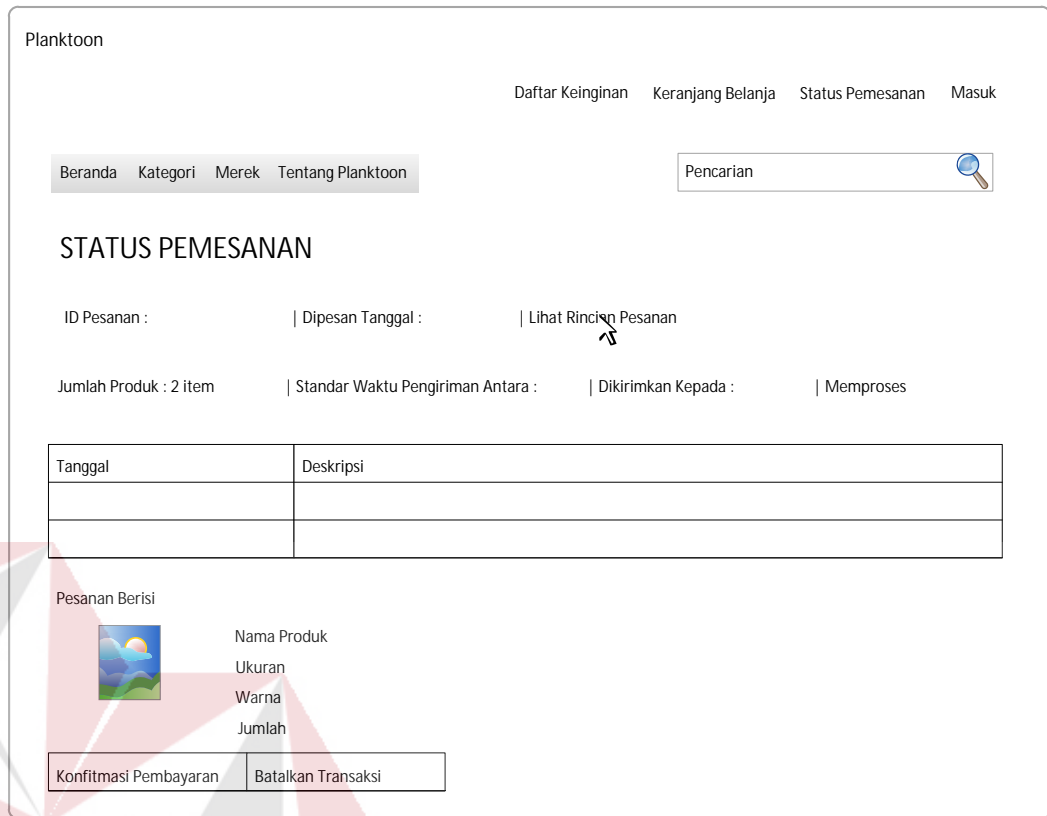 Planktoon
Daftar Keinginan Keranjang Belanja Status Pemesanan Masuk
Beranda Kategori Merek Tentang Planktoon Pencarian
STATUS PEMESANAN
ID Pesanan : | Dipesan Tanggal : | Lihat Rincian Pesanan
Jumlah Produk : 2 item | Standar Waktu Pengiriman Antara : | Dikirimkan Kepada : | Memproses
Tanggal Deskripsi
Pesanan Berisi
Nama Produk
Ukuran
Warna
Jumlah
Konfitmasi Pembayaran Batalkan Transaksi